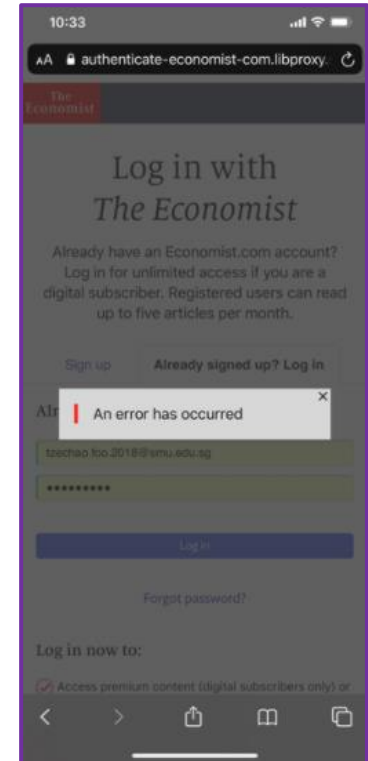 10:33
AA authenticate-economist-com.libproxy.
The
Economist
Log in with
The Economist
Already have an Economist.com account?
Log in for unlimited access if you are a
digital subscriber. Registered users can read
up to five articles per month.
Sign up
Already signed up? Log in
Alr
An error has occurred
×
tzechao.foo.2018@smu.edu.sg
•••••••••
Log in
Forgot password?
Log in now to:
Access premium content (digital subscribers only) or